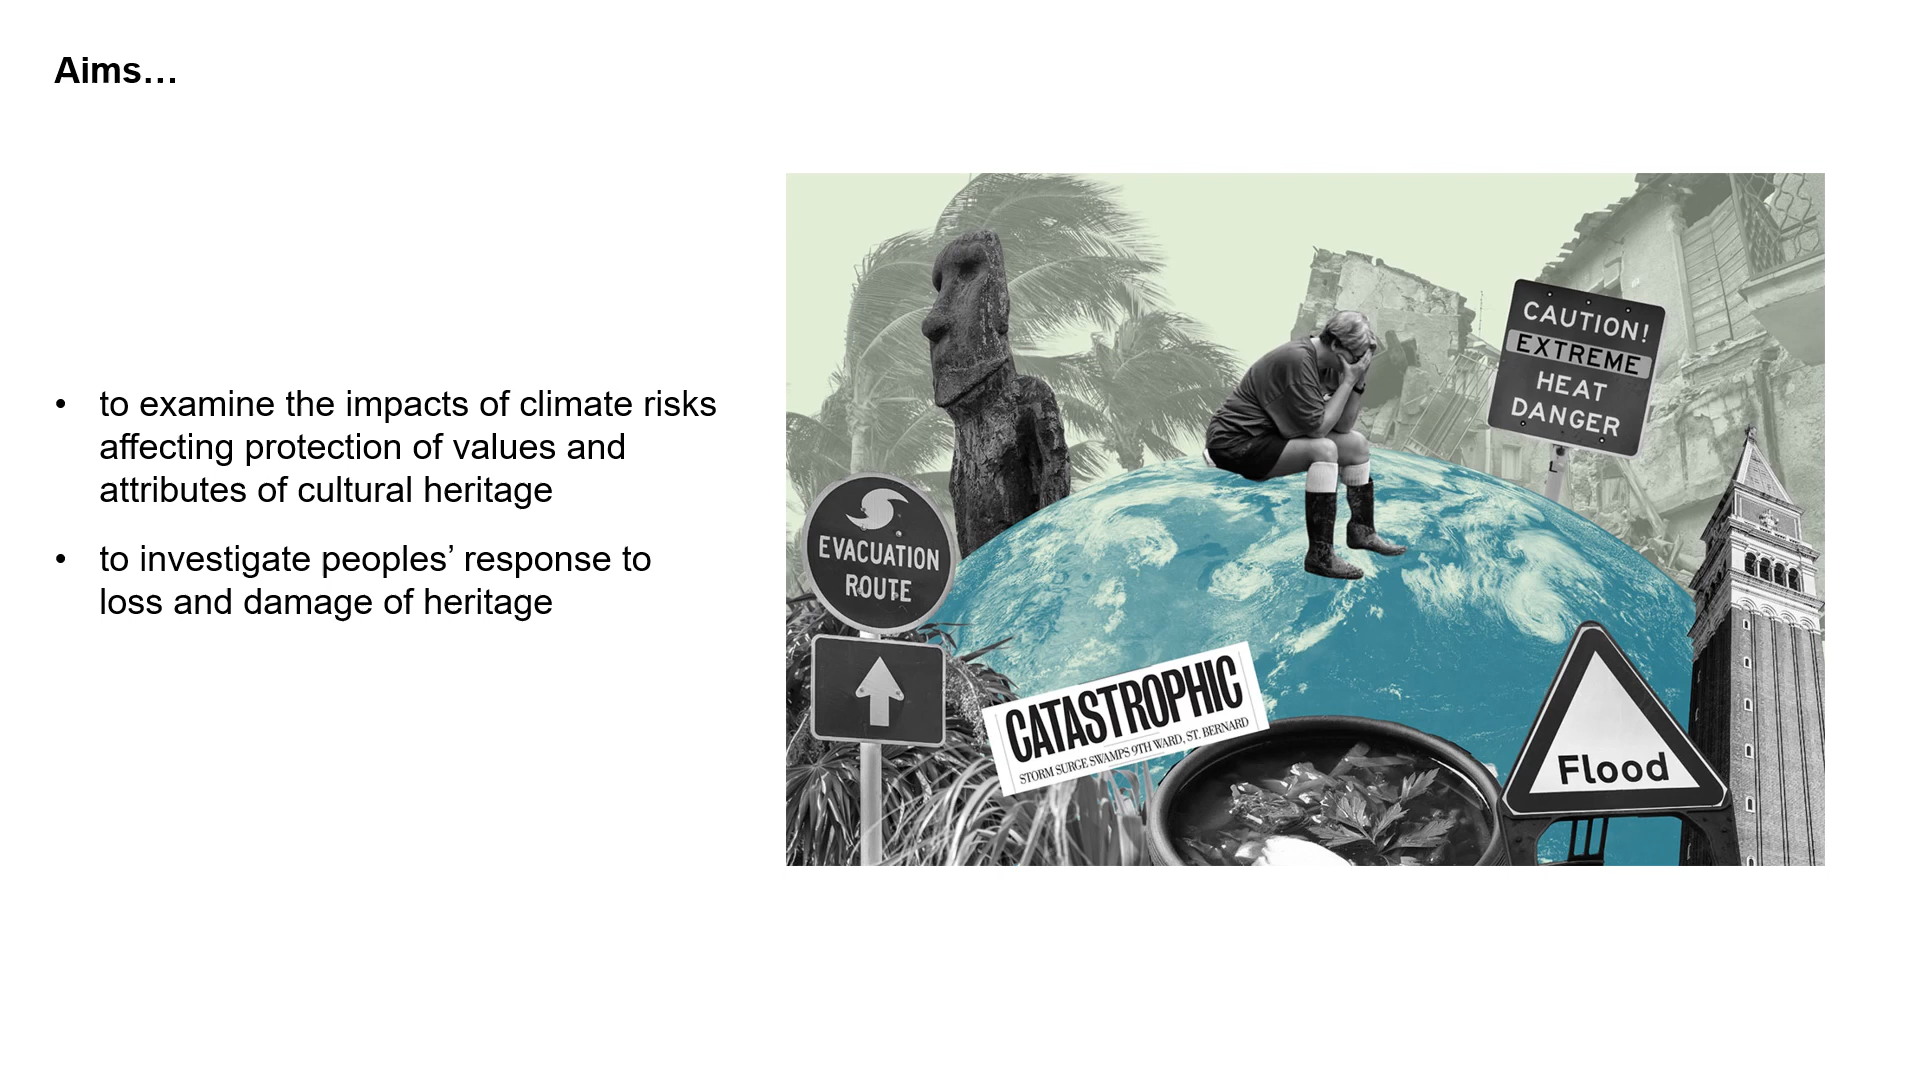 Aims…
• to examine the impacts of climate risks
affecting protection of values and
attributes of cultural heritage
• to investigate peoples’ response to
loss and damage of heritage
CAUTION!
EXTREME
HEAT
DANGER
EVACUATION
ROUTE
CATASTROPHIC
STORM SURGE SWAMPS 9TH WARD, ST. BERNARD
Flood